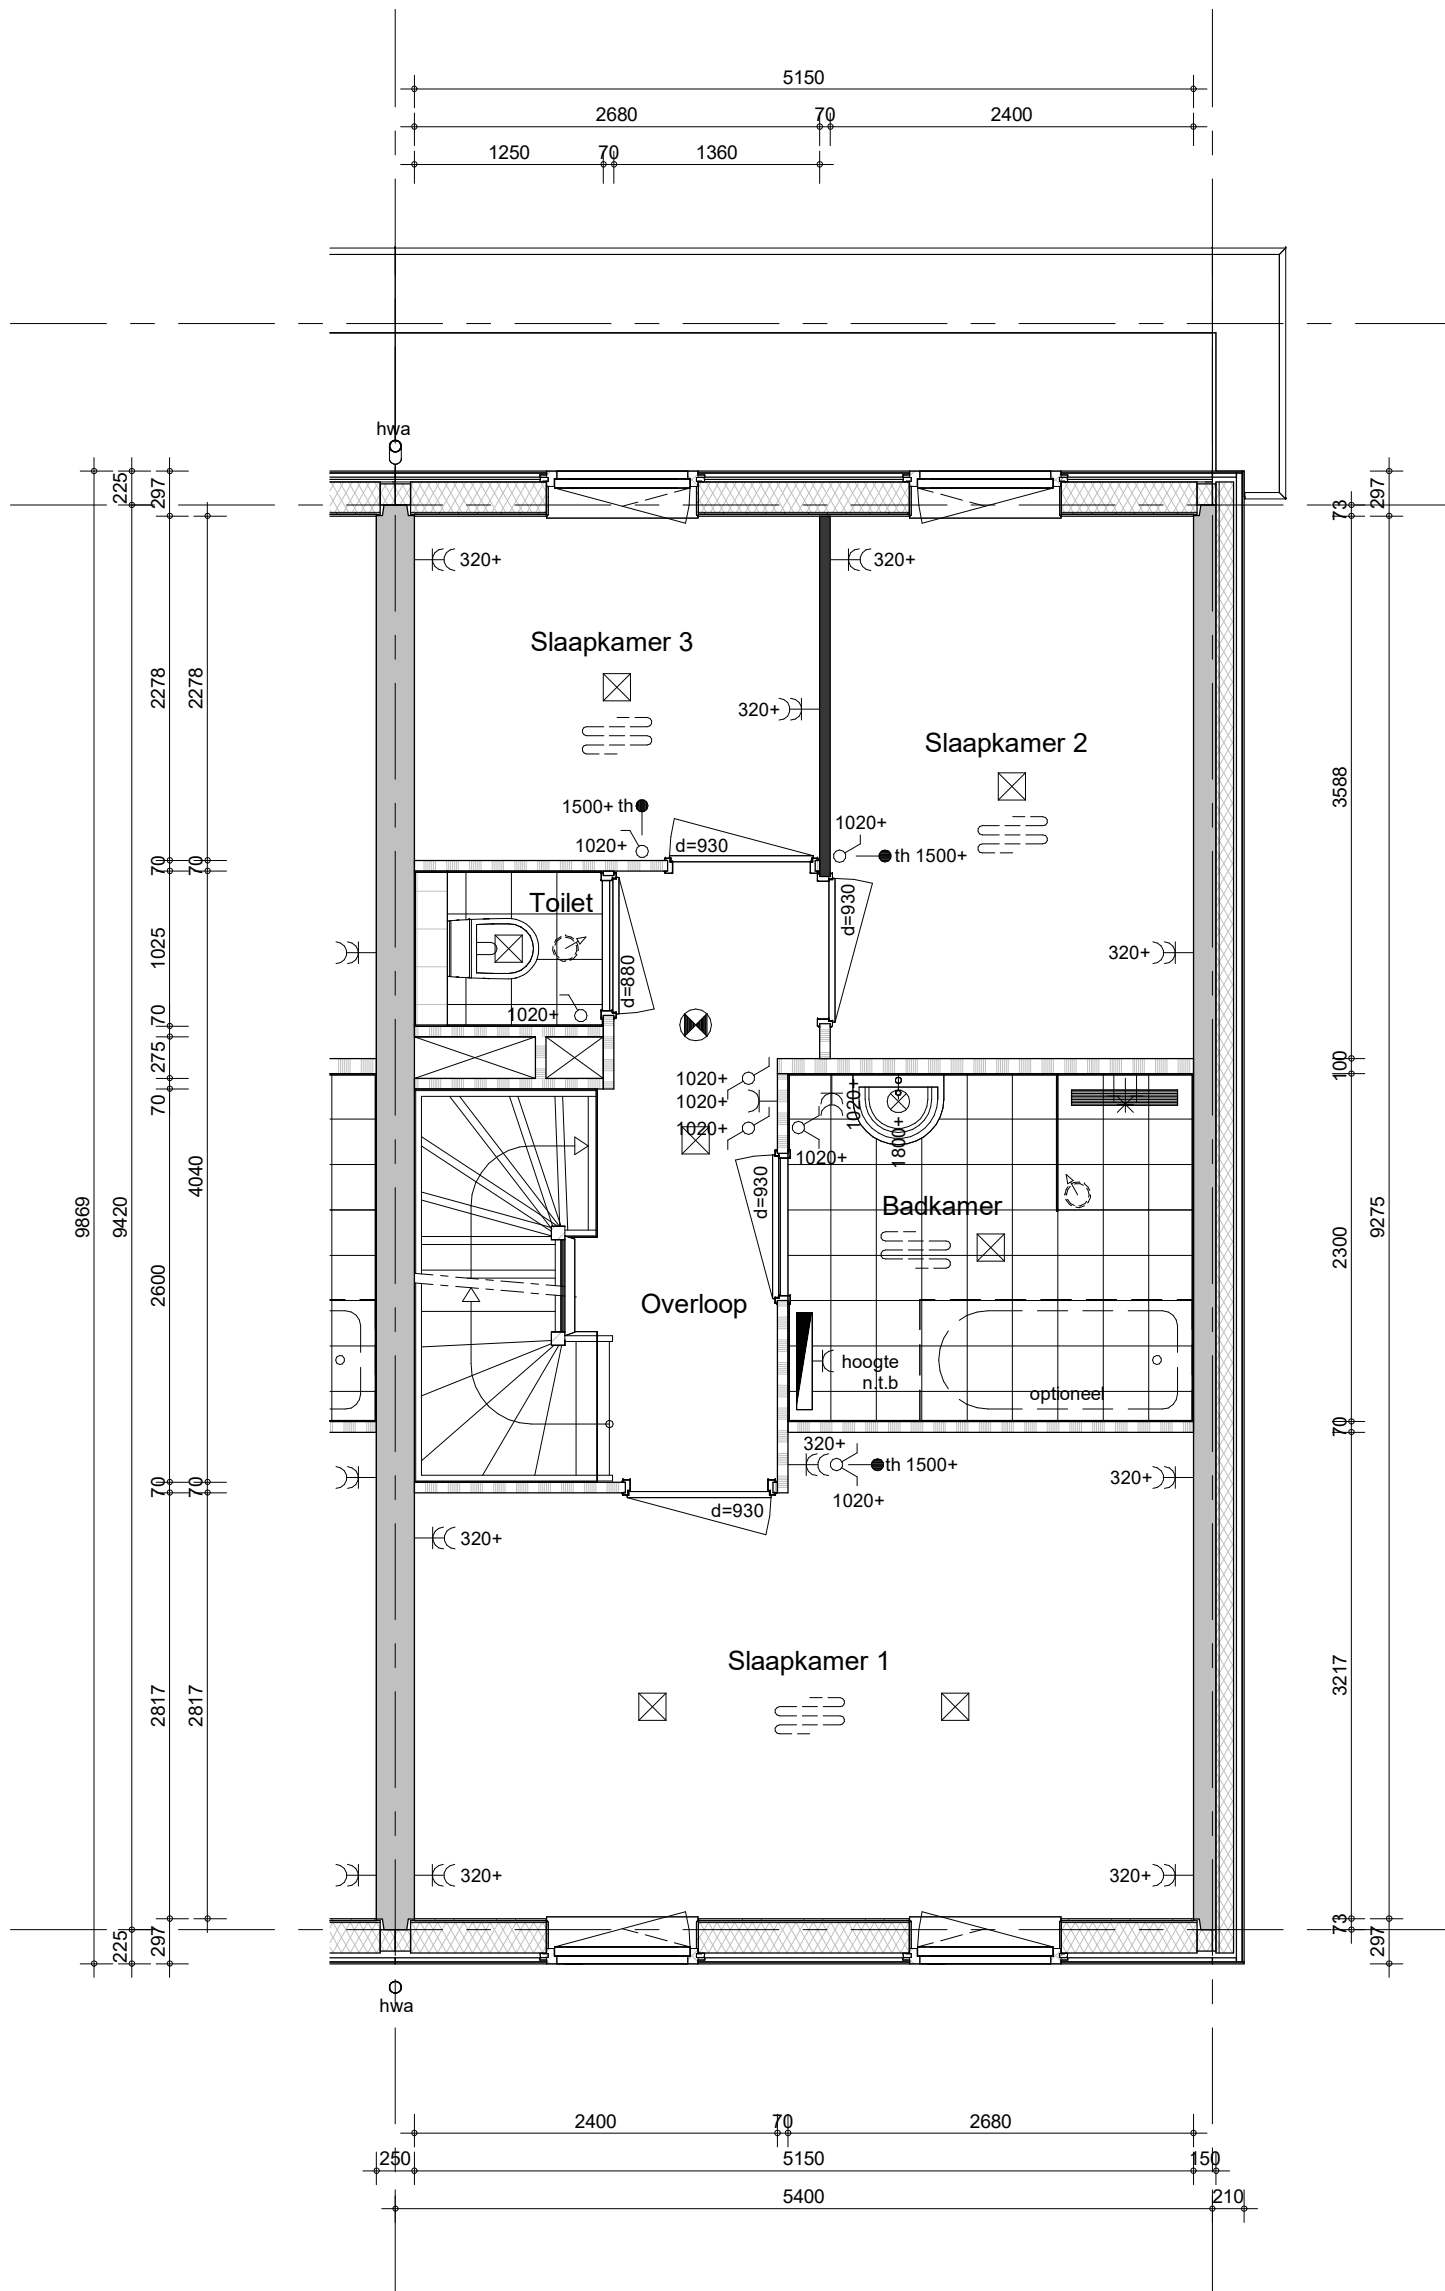 5150
2680 70 2400
1250 70 1360
hwa
225
297
73
297
320+
320+
Slaapkamer 3
2278
2278
320+
Slaapkamer 2
3588
1500+ th
1020+
1020+
d=930
th 1500+
70
70
Toilet
d=930
1025
320+
d=880
1020+
70
275
100
1020+
1020+
1020+
1020+
1800+
1020+
70
4040
d=930
9869
9420
Badkamer
9275
2300
2600
Overloop
hoogte
n.t.b
optioneel
70
320+
th 1500+
320+
1020+
70
70
d=930
320+
Slaapkamer 1
3217
2817
2817
320+
320+
225
297
73
297
hwa
2400 70 2680
250 5150 150
5400 210